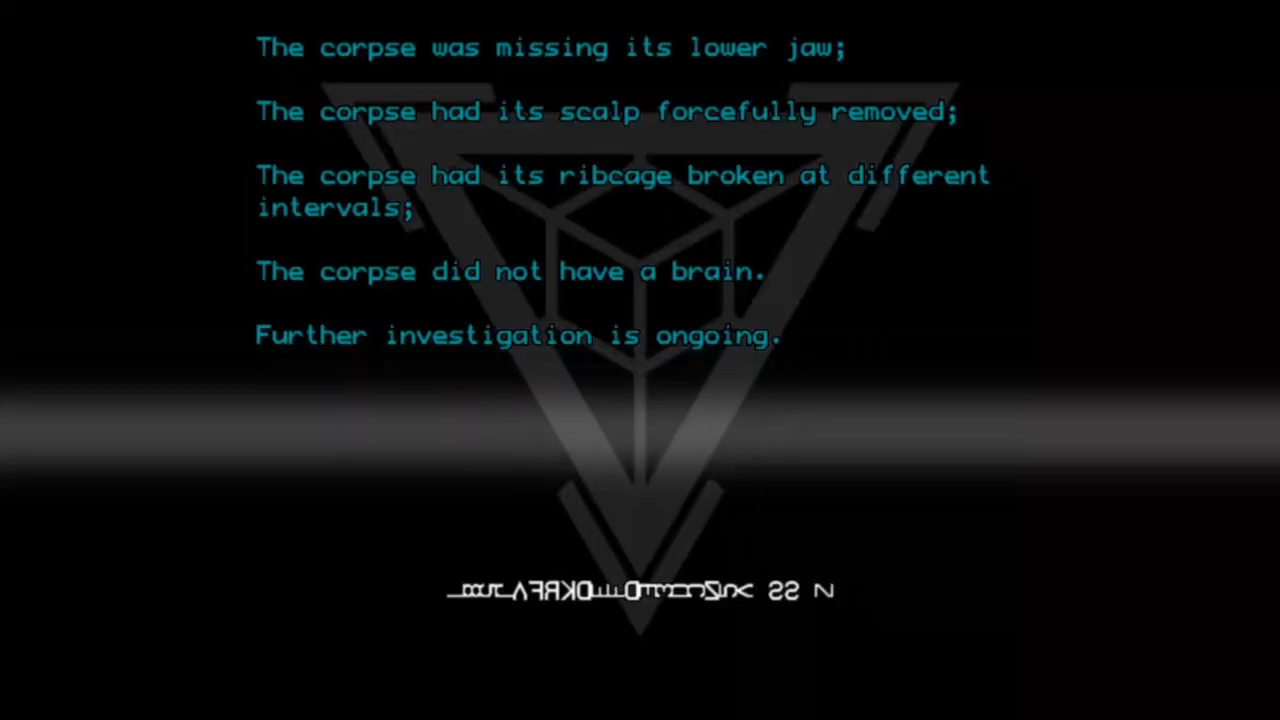 The corpse was missing its lower jaw;
The corpse had its scalp forcefully removed;
The corpse had its ribcage broken at different
intervals;
The corpse did not have a brain.
Further investigation is ongoing.